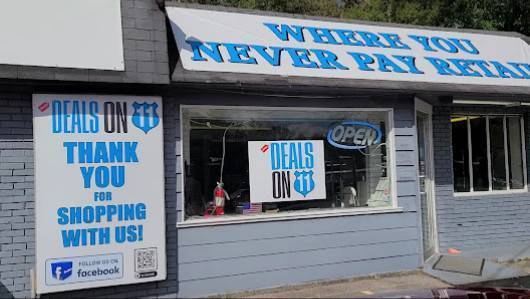 WHERE YOU
NEVER PAY RETAIL
DEALS ON 11
THANK
YOU
FOR
SHOPPING
WITH US!
FOLLOW US ON
facebook
OPEN
DEALS
ON 11